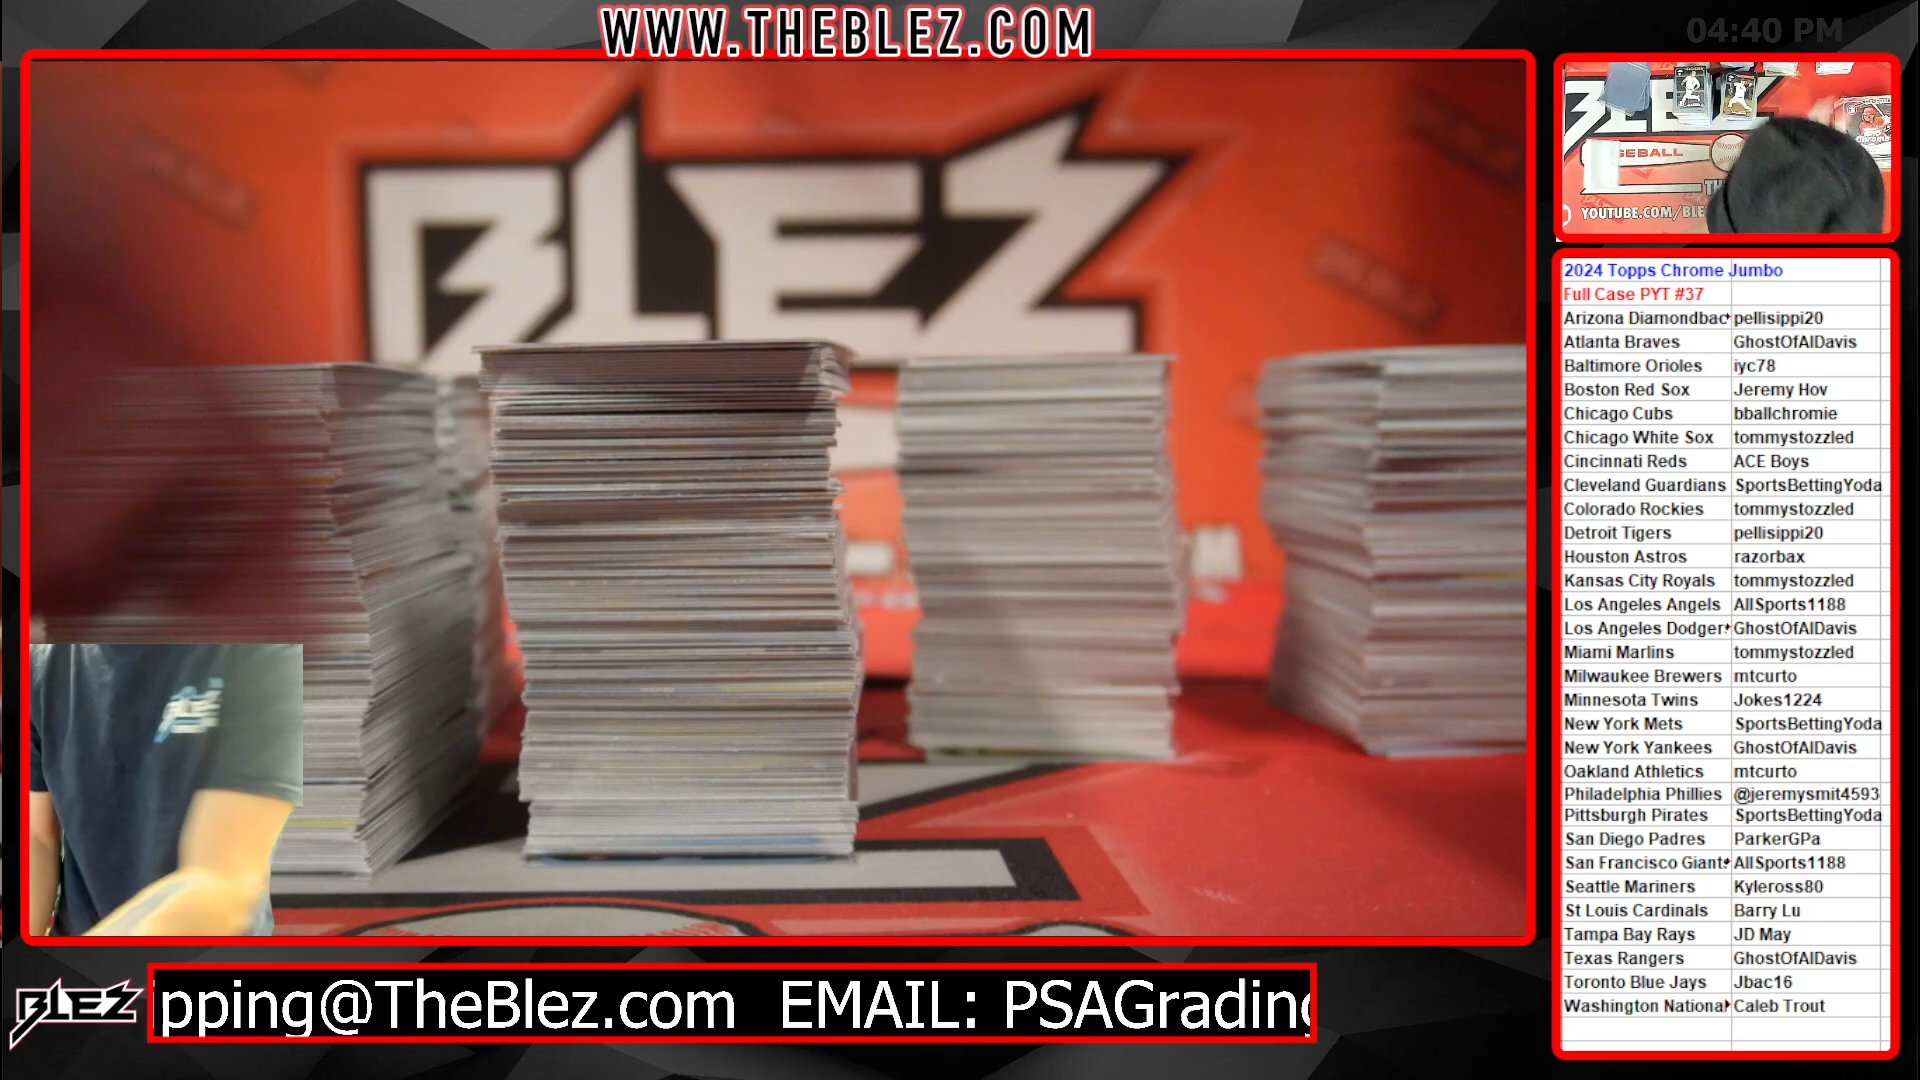 WWW.THEBLEZ.COM
04:40 PM
BLEZ
BLEZ
YOUTUBE.COM/BLE
2024 Topps Chrome Jumbo
Full Case PYT #37
Arizona Diamondbac pellisippi20
Atlanta Braves GhostOfAlDavis
Baltimore Orioles iyc78
Boston Red Sox Jeremy Hov
Chicago Cubs bballchromie
Chicago White Sox tommystozzled
Cincinnati Reds ACE Boys
Cleveland Guardians SportsBettingYoda
Colorado Rockies tommystozzled
Detroit Tigers pellisippi20
Houston Astros razorbax
Kansas City Royals tommystozzled
Los Angeles Angels AllSports1188
Los Angeles Dodger GhostOfAlDavis
Miami Marlins tommystozzled
Milwaukee Brewers mtcurto
Minnesota Twins Jokes1224
New York Mets SportsBettingYoda
New York Yankees GhostOfAlDavis
Oakland Athletics mtcurto
Philadelphia Phillies @jeremysmit4593
Pittsburgh Pirates SportsBettingYoda
San Diego Padres ParkerGPa
San Francisco Giant AllSports1188
Seattle Mariners Kyleross80
St Louis Cardinals Barry Lu
Tampa Bay Rays JD May
Texas Rangers GhostOfAlDavis
Toronto Blue Jays Jbac16
Washington National Caleb Trout
BLEZ
ipping@TheBlez.com EMAIL: PSAGrading